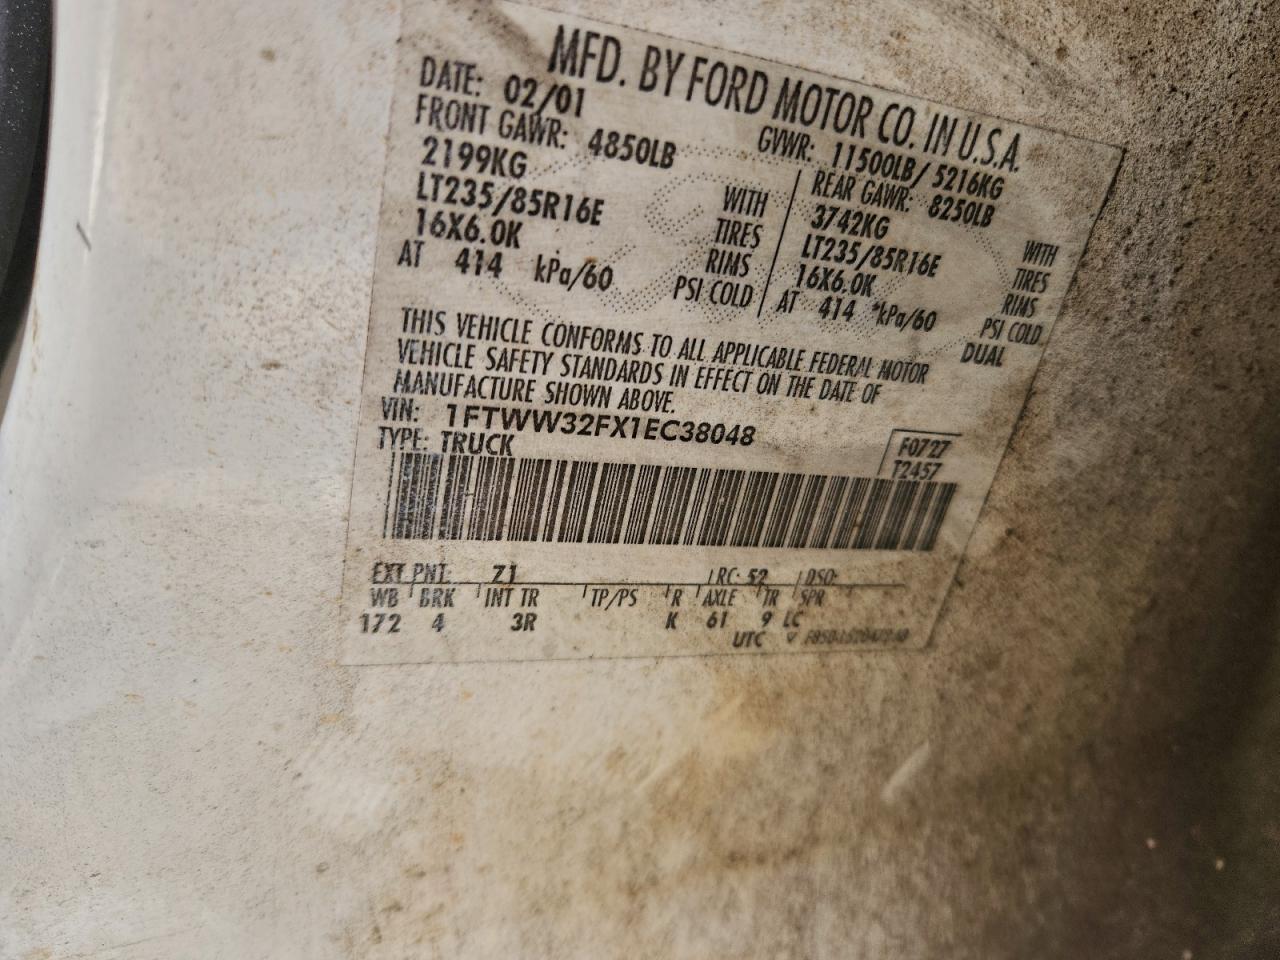 MFD. BY FORD MOTOR CO. IN U.S.A.
DATE: 02/01 GVWR: 11500LB/ 5216KG
FRONT GAWR: 4850LB REAR GAWR: 8250LB
2199KG WITH 3742KG WITH
LT235/85R16E TIRES LT235/85R16E TIRES
16X6.0K RIMS 16X6.0K RIMS
AT 414 kPa/60 PSI COLD AT 414 kPa/60 PSI COLD
DUAL
THIS VEHICLE CONFORMS TO ALL APPLICABLE FEDERAL MOTOR
VEHICLE SAFETY STANDARDS IN EFFECT ON THE DATE OF
MANUFACTURE SHOWN ABOVE.
VIN: 1FTWW32FX1EC38048
TYPE: TRUCK
F0727
T2457
EXT PNT: Z1 RC: 52 DSO:
WB BRK INT TR TP/PS R AXLE TR SPR
172 4 3R K 61 9 LC
UTC